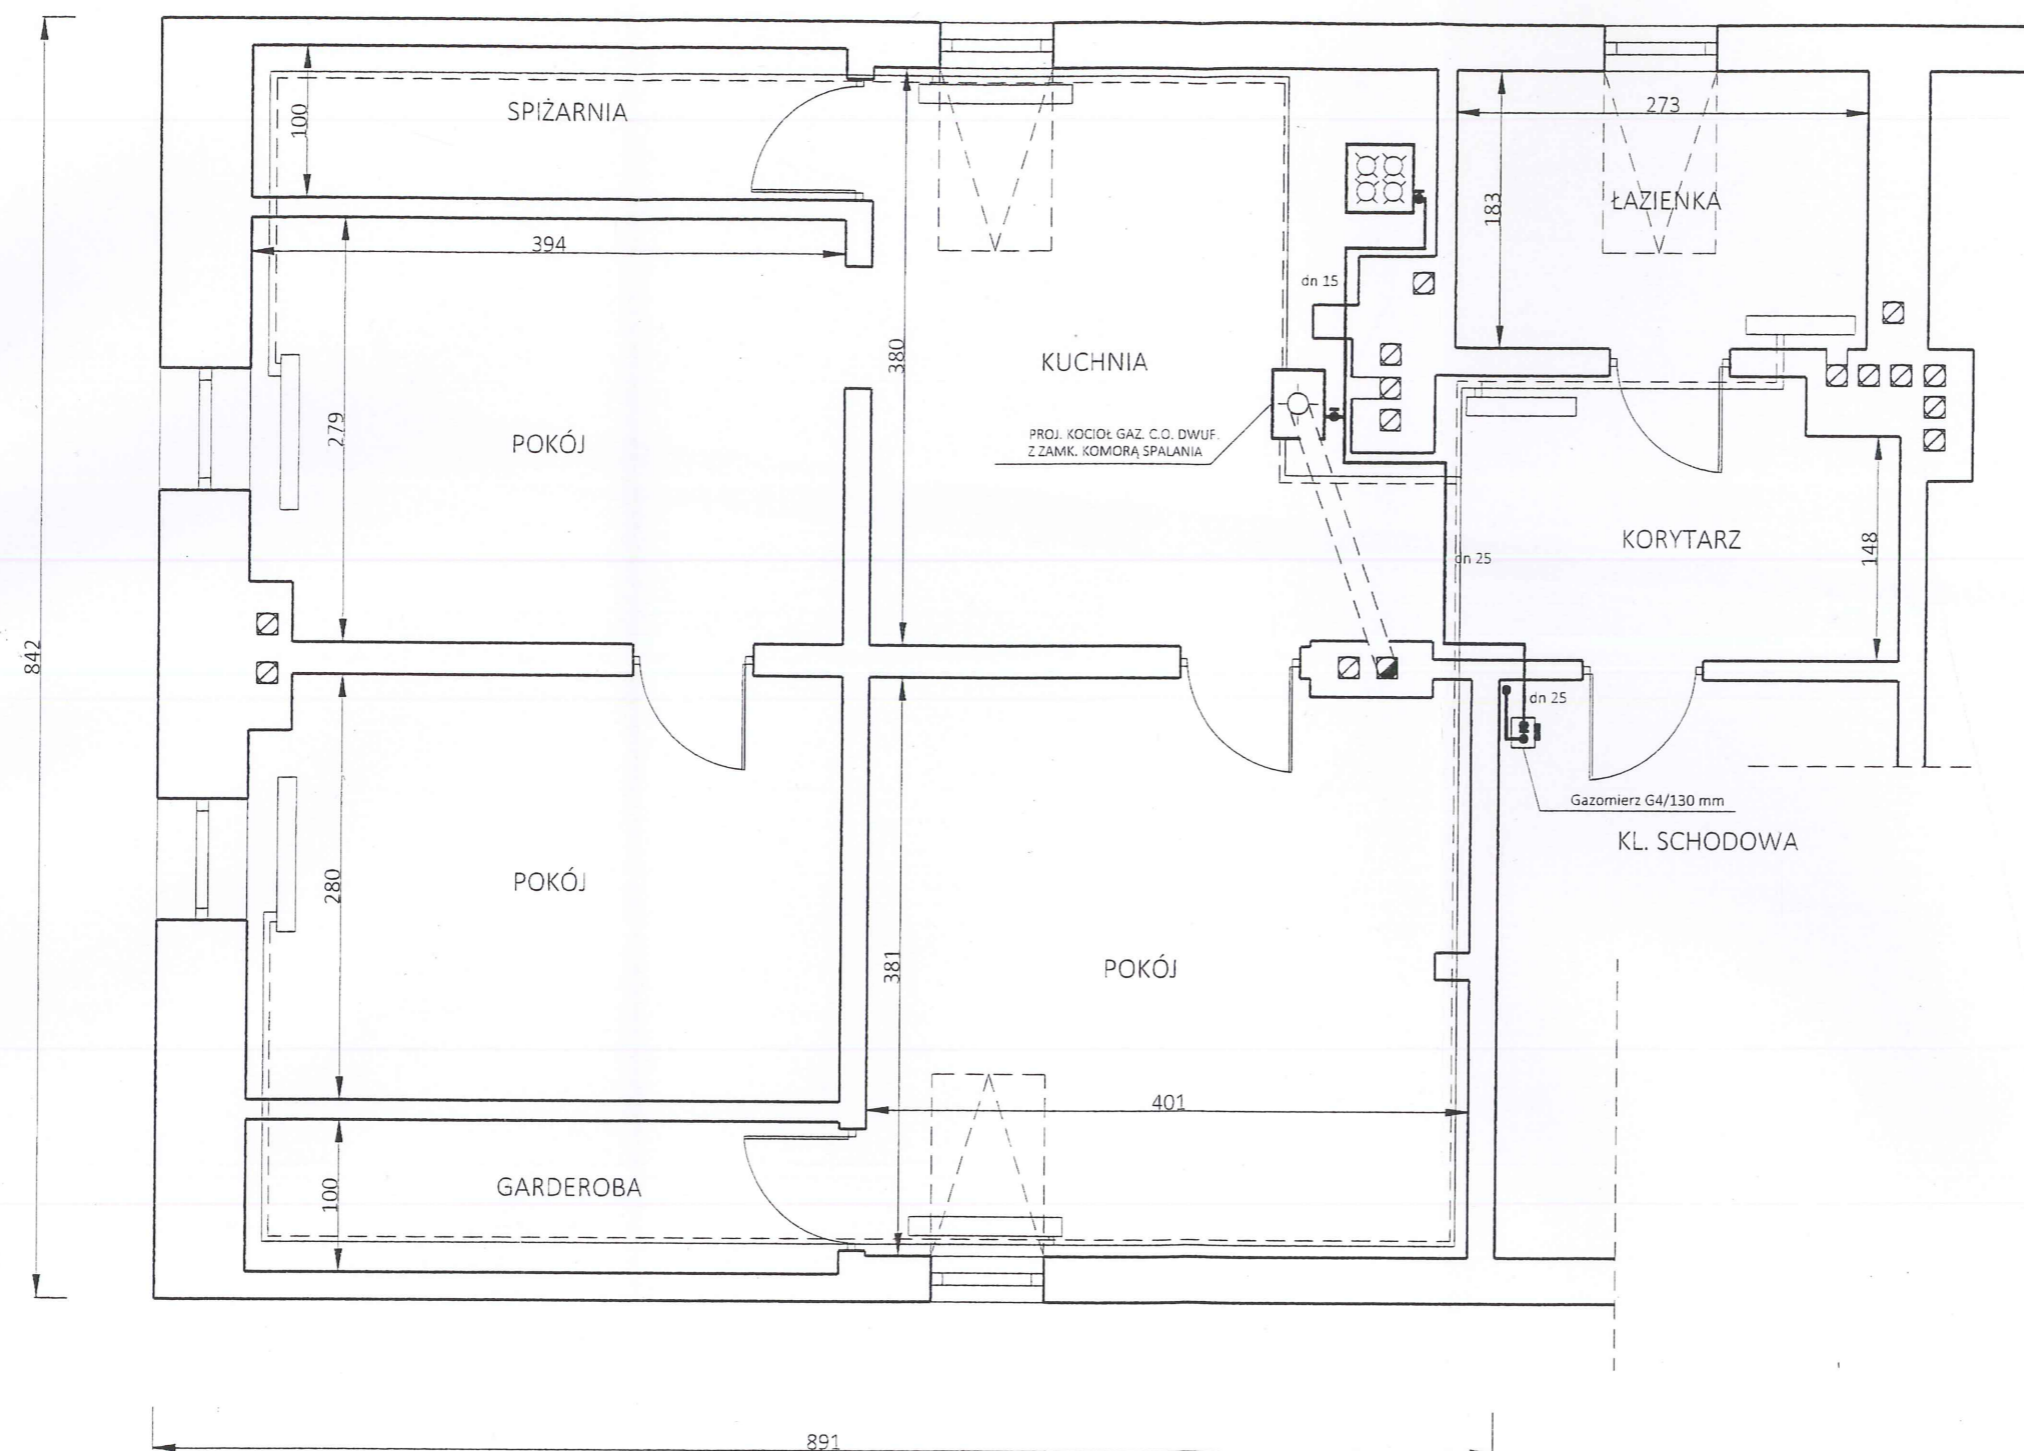 SPIŻARNIA
100
273
183
ŁAZIENKA
394
dn 15
380
KUCHNIA
279
POKÓJ
PROJ. KOCIOŁ GAZ. C.O. DWUF.
Z ZAMK. KOMORĄ SPALANIA
KORYTARZ
148
dn 25
842
dn 25
Gazomierz G4/130 mm
KL. SCHODOWA
280
POKÓJ
381
POKÓJ
401
GARDEROBA
100
891